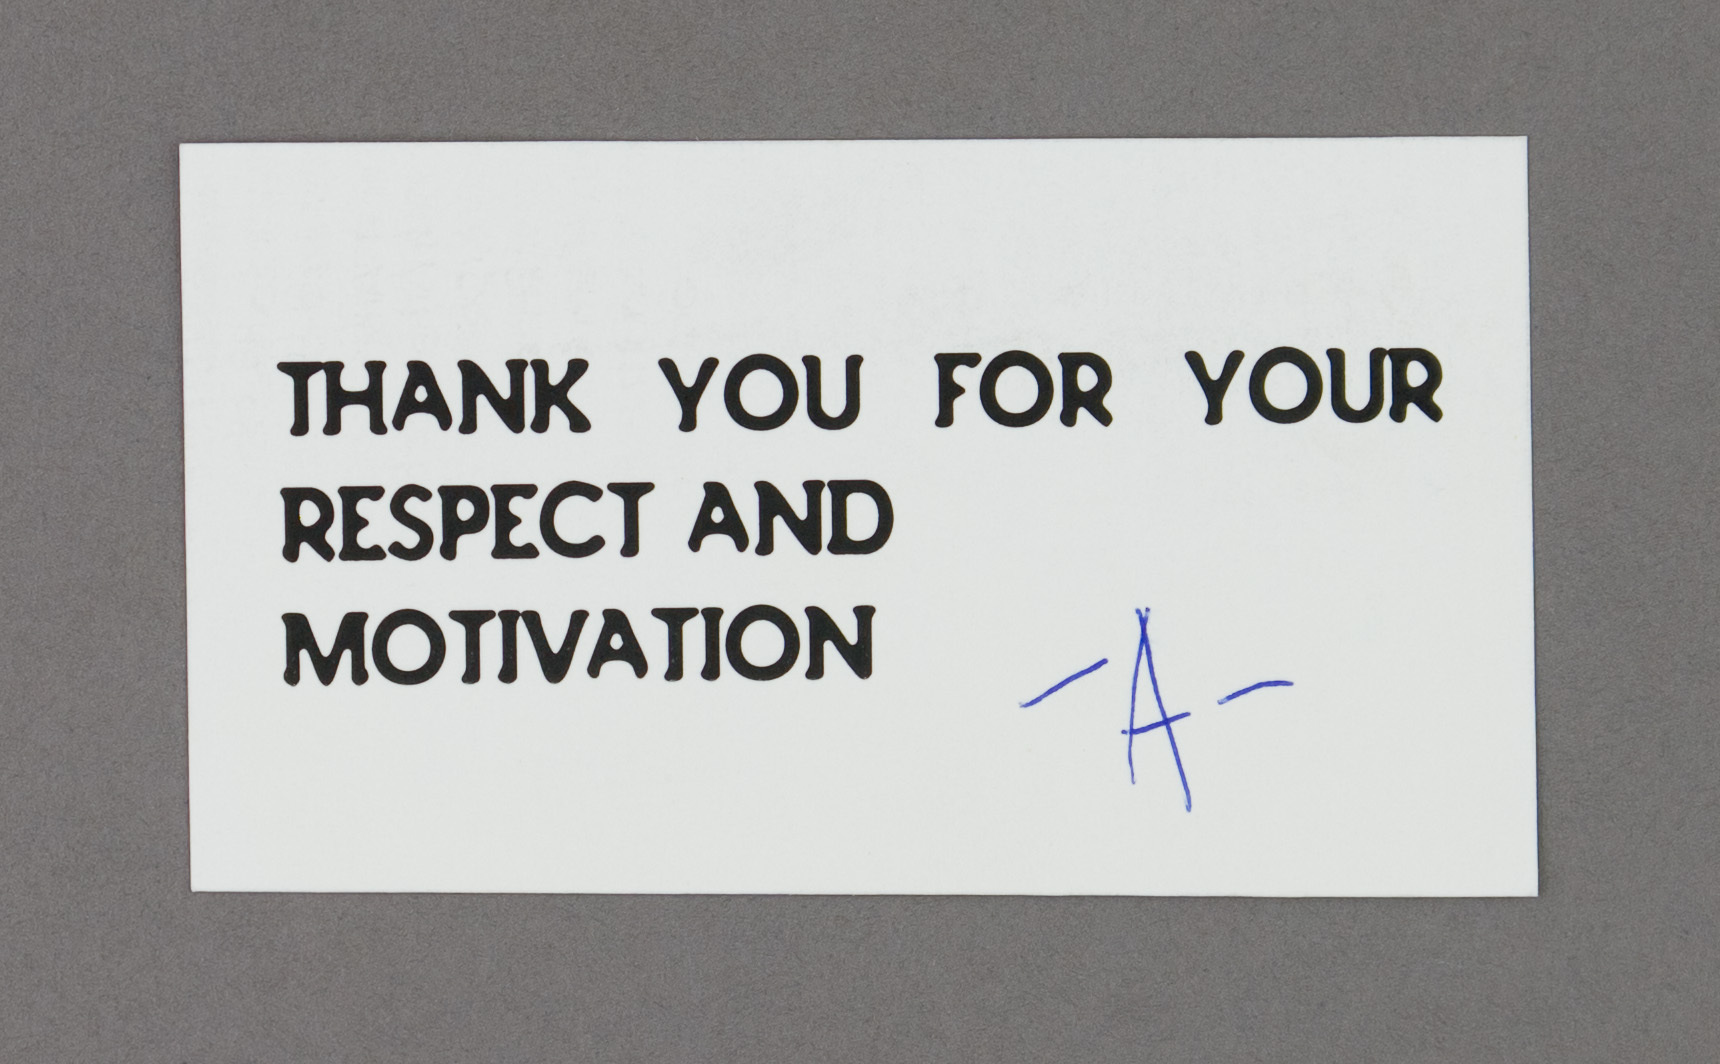 THANK YOU FOR YOUR
RESPECT AND
MOTIVATION
-A-